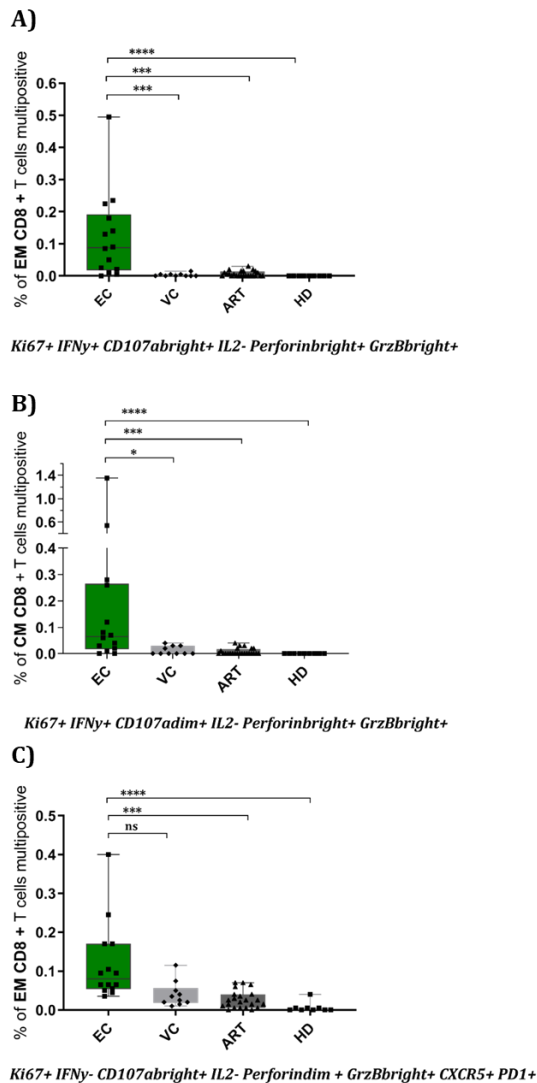 A)
****
***
***
% of EM CD8 + T cells multipositive
0.6
0.5
0.4
0.3
0.2
0.1
0.0
EC
VC
ART
HD
Ki67+ IFNy+ CD107abright+ IL2- Perforinbright+ GrzBbright+
B)
****
***
*
% of CM CD8 + T cells multipositive
1.4
1.0
0.6
0.4
0.3
0.2
0.1
0.0
EC
VC
ART
HD
Ki67+ IFNy+ CD107adim+ IL2- Perforinbright+ GrzBbright+
C)
****
***
ns
% of EM CD8 + T cells multipositive
0.5
0.4
0.3
0.2
0.1
0.0
EC
VC
ART
HD
Ki67+ IFNy- CD107abright+ IL2- Perforindim + GrzBbright+ CXCR5+ PD1+